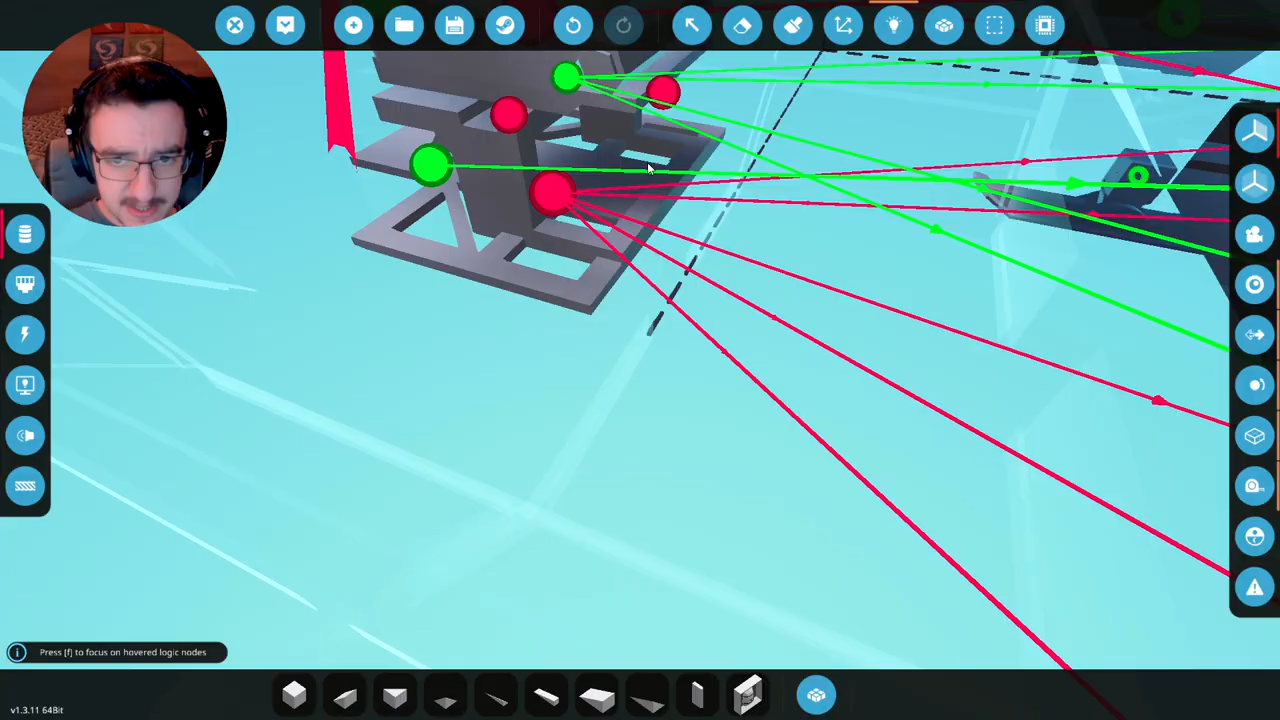 Press [f] to focus on hovered logic nodes
v1.3.11 64Bit